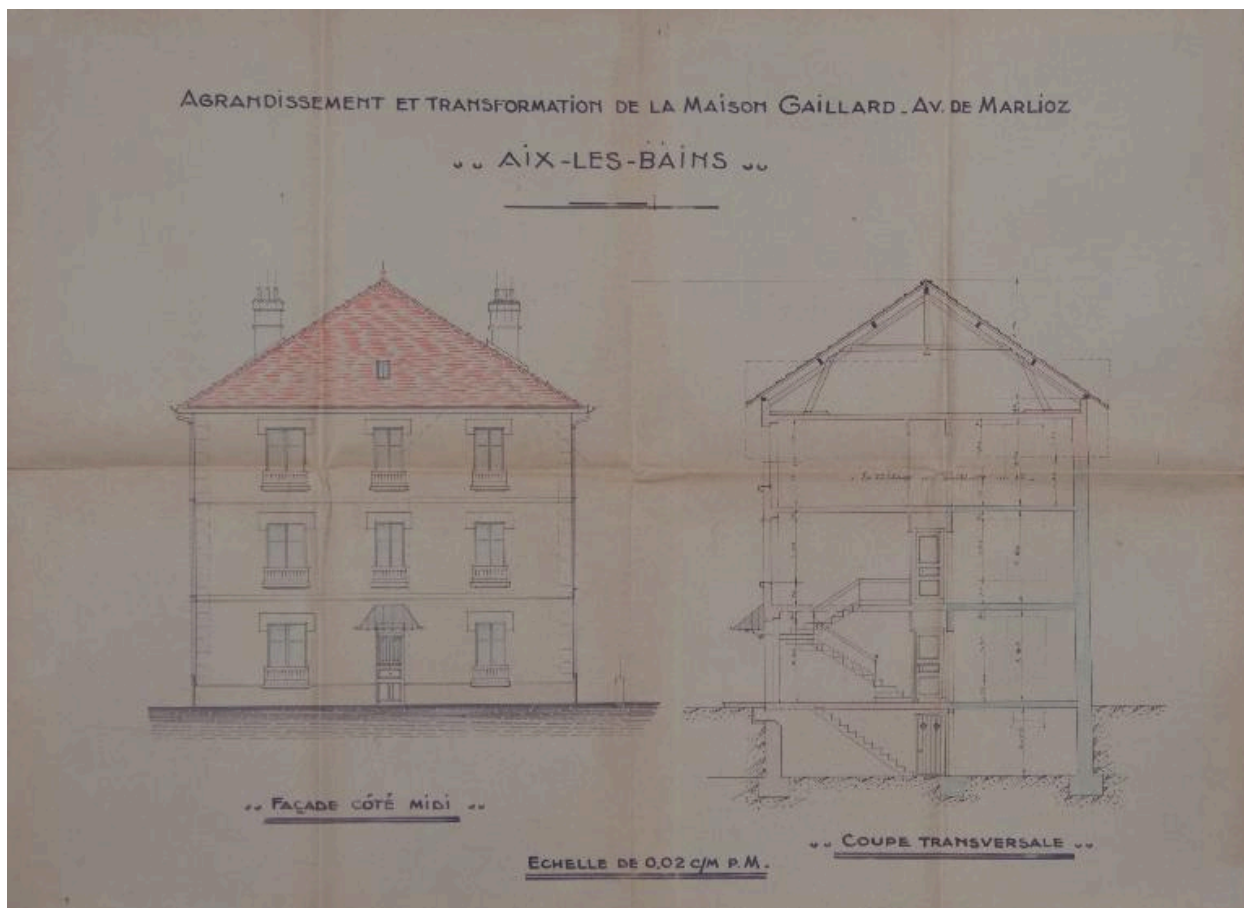 AGRANDISSEMENT ET TRANSFORMATION DE LA MAISON GAILLARD - AV. DE MARLIOZ
AIX-LES-BAINS
FAÇADE CÔTÉ MIDI
COUPE TRANSVERSALE
ECHELLE DE 0,02 C/M P.M.